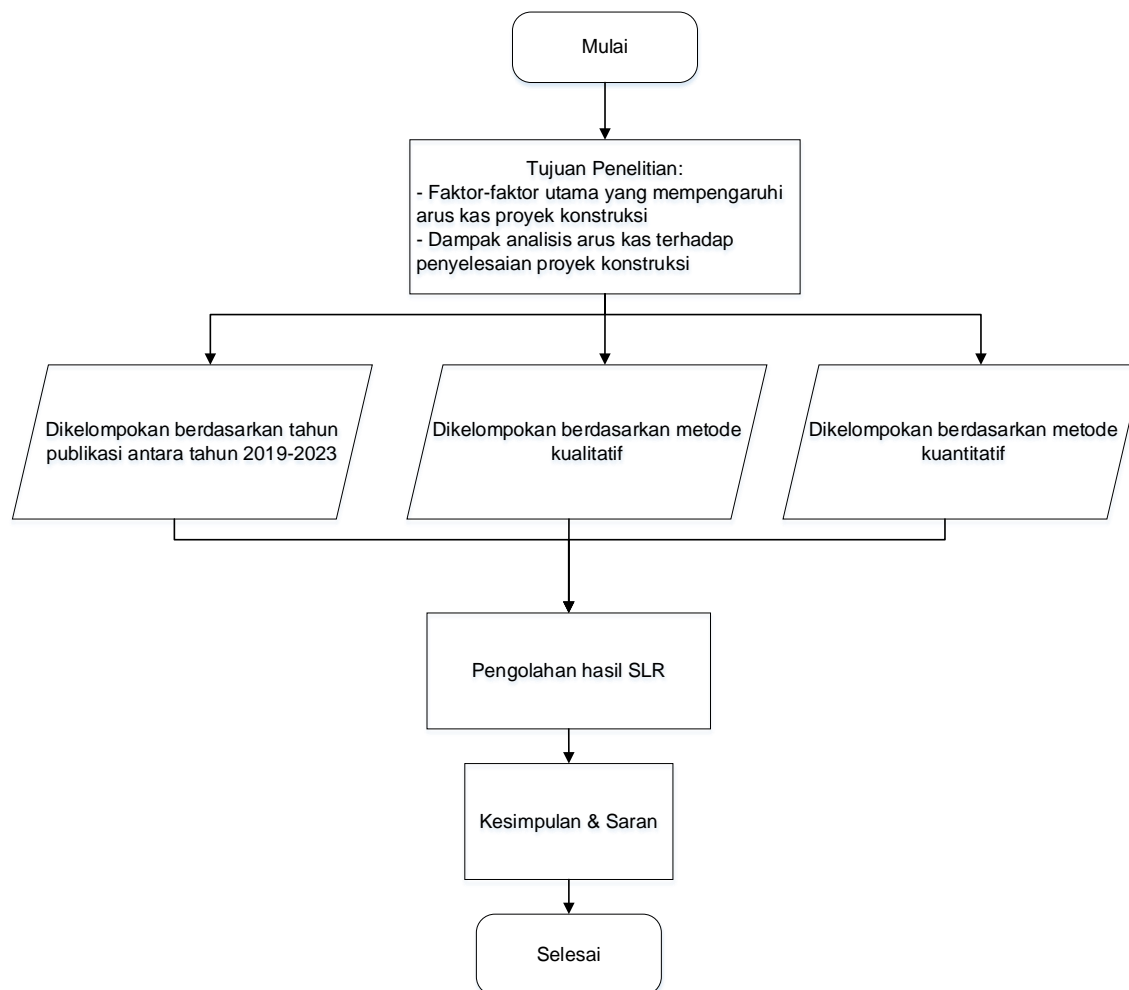 Mulai
Tujuan Penelitian:
- Faktor-faktor utama yang mempengaruhi
arus kas proyek konstruksi
- Dampak analisis arus kas terhadap
penyelesaian proyek konstruksi
Dikelompokan berdasarkan tahun
publikasi antara tahun 2019-2023
Dikelompokan berdasarkan metode
kualitatif
Dikelompokan berdasarkan metode
kuantitatif
Pengolahan hasil SLR
Kesimpulan & Saran
Selesai